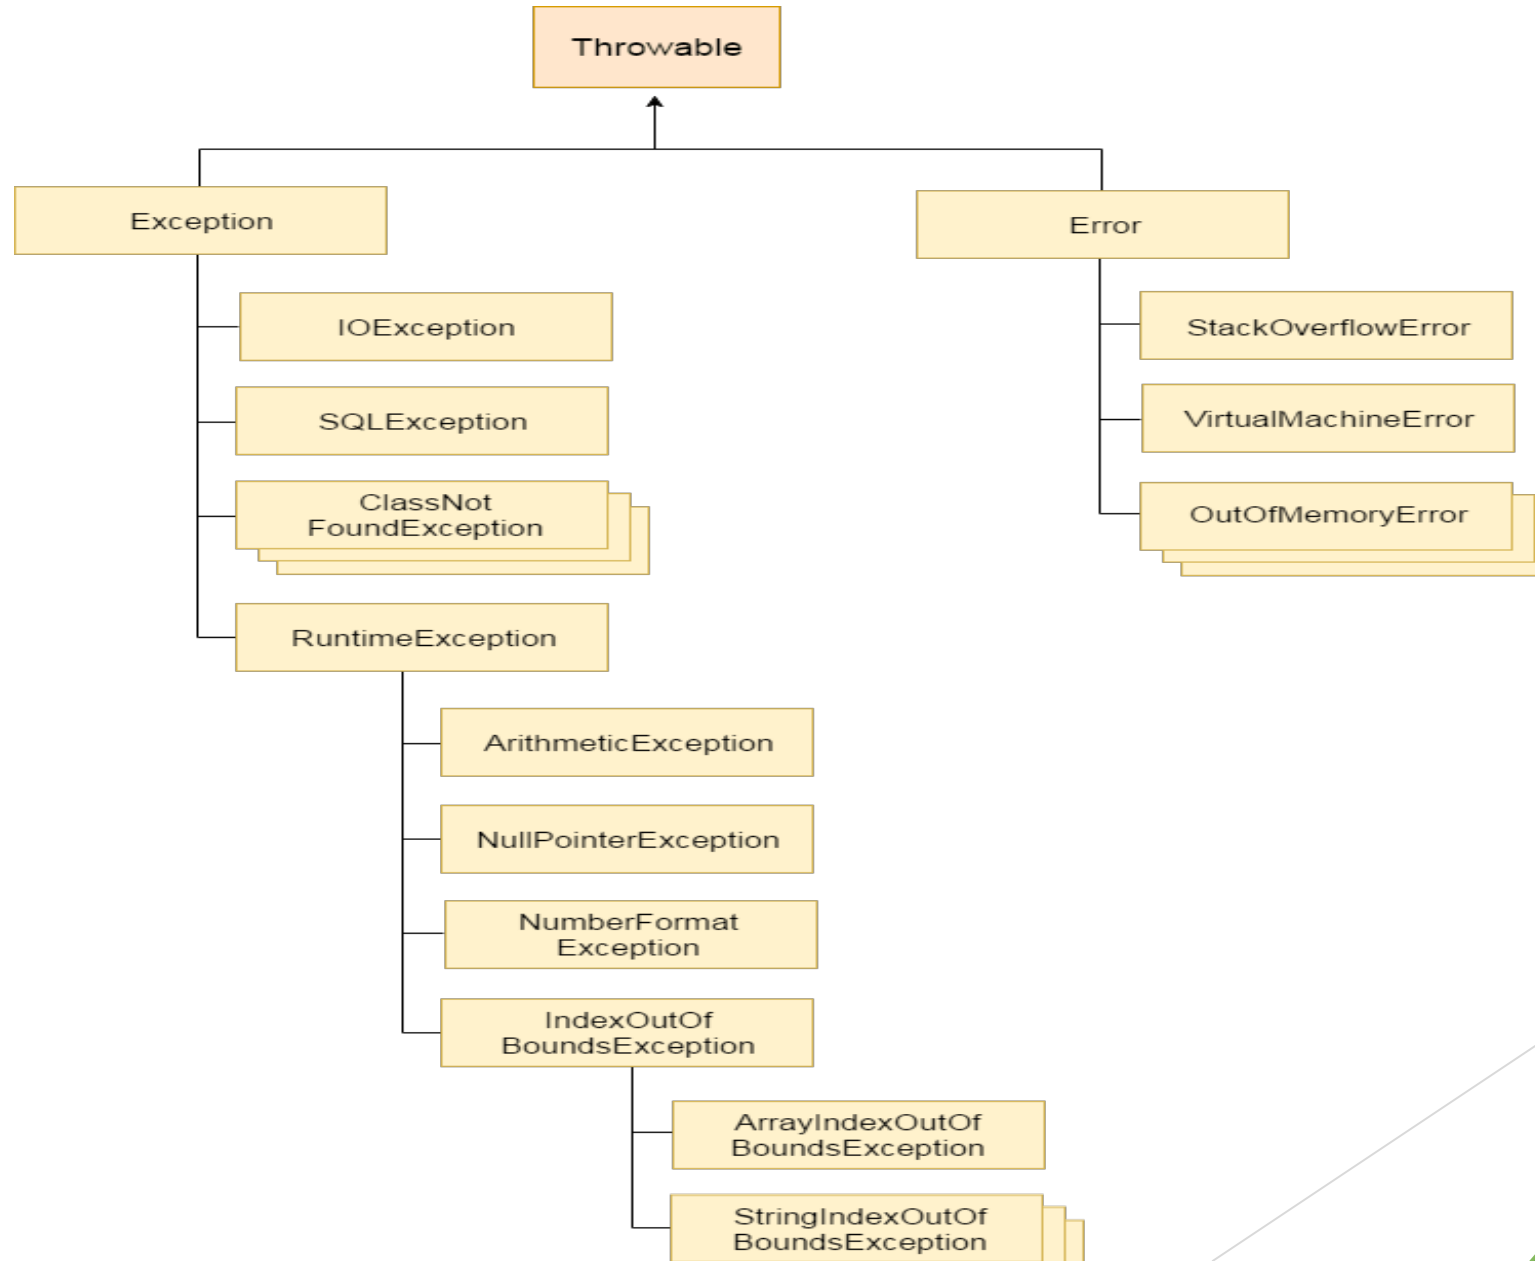 Throwable
Exception
Error
IOException
StackOverflowError
SQLException
VirtualMachineError
ClassNot
FoundException
OutOfMemoryError
RuntimeException
ArithmeticException
NullPointerException
NumberFormat
Exception
IndexOutOf
BoundsException
ArrayIndexOutOf
BoundsException
StringIndexOutOf
BoundsException